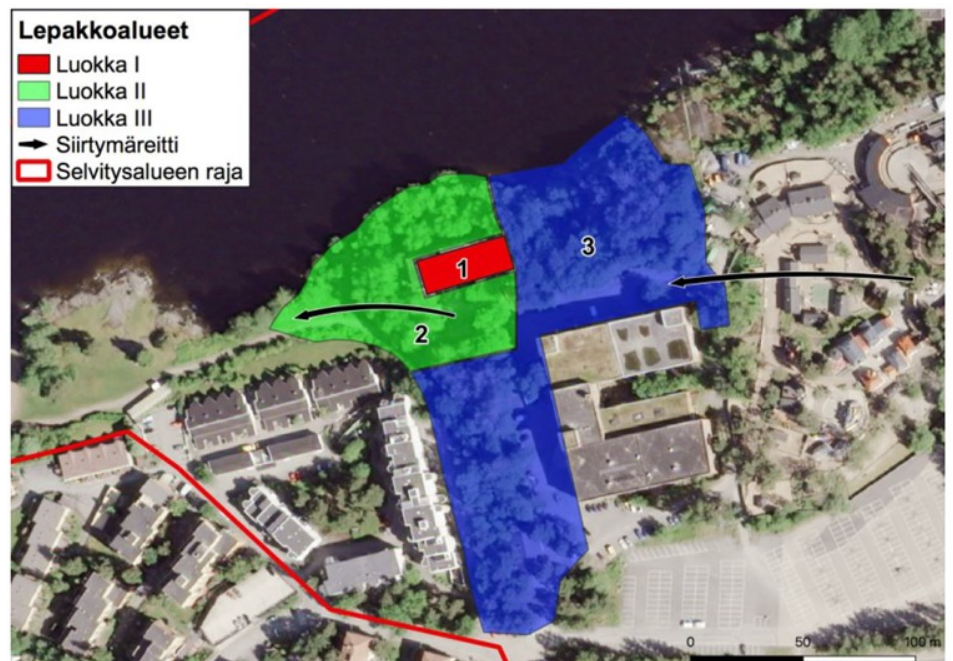 Lepakkoalueet
Luokka I
Luokka II
Luokka III
Siirtymäreitti
Selvitysalueen raja
1
3
2
0 50 100 m